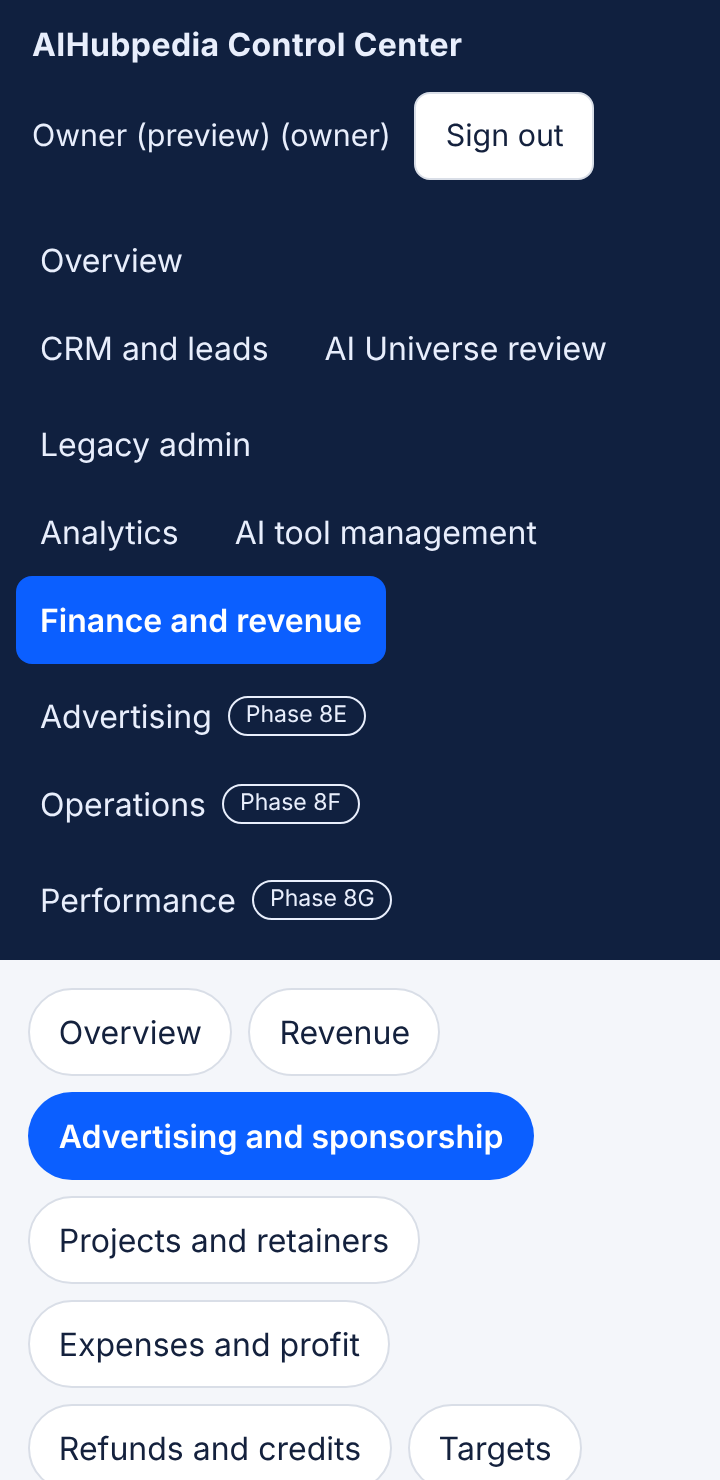 AIHubpedia Control Center
Owner (preview) (owner) Sign out
Overview
CRM and leads AI Universe review
Legacy admin
Analytics AI tool management
Finance and revenue
Advertising Phase 8E
Operations Phase 8F
Performance Phase 8G
Overview Revenue
Advertising and sponsorship
Projects and retainers
Expenses and profit
Refunds and credits Targets